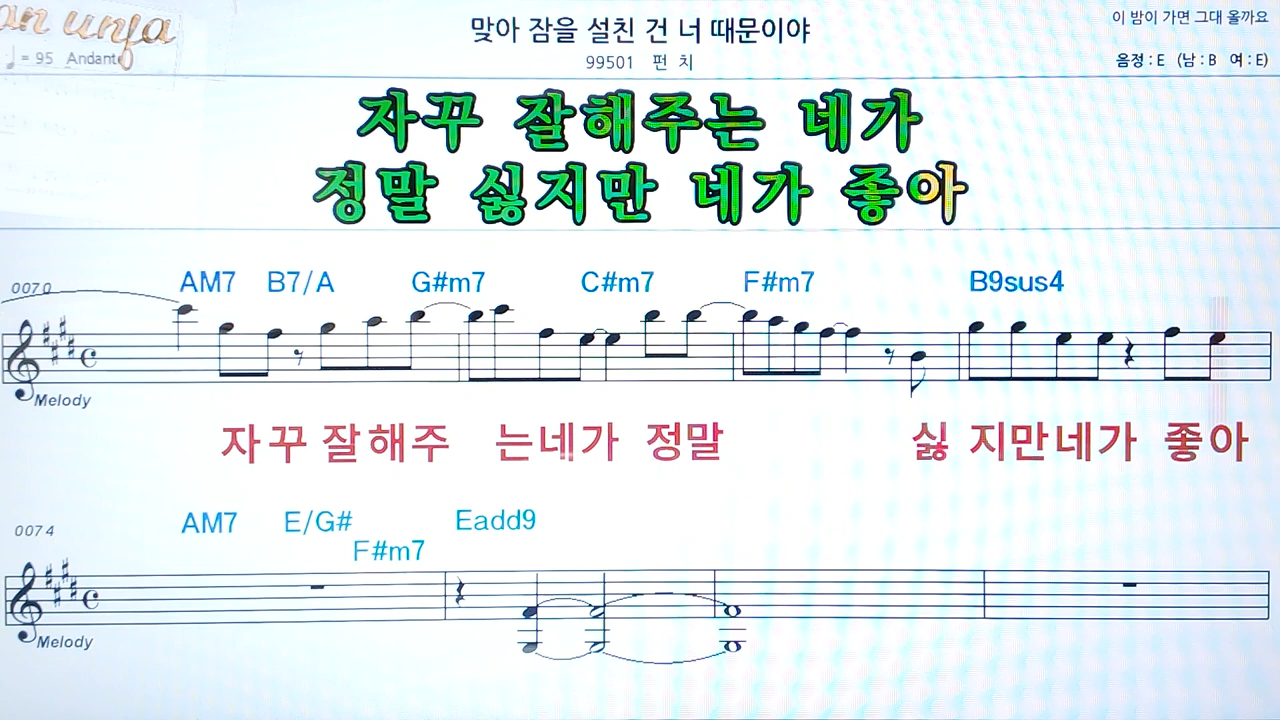 맞아 잠을 설친 건 너 때문이야
이 밤이 가면 그대 올까요
♩= 95 Andante
99501 펀 치
음정 : E (남 : B 여 : E)
자꾸 잘해주는 네가
정말 싫지만 네가 좋아
0070
AM7 B7/A G#m7 C#m7 F#m7 B9sus4
Melody
자꾸 잘해주 는네가 정말 싫 지만네가 좋아
0074
AM7 E/G# F#m7 Eadd9
Melody